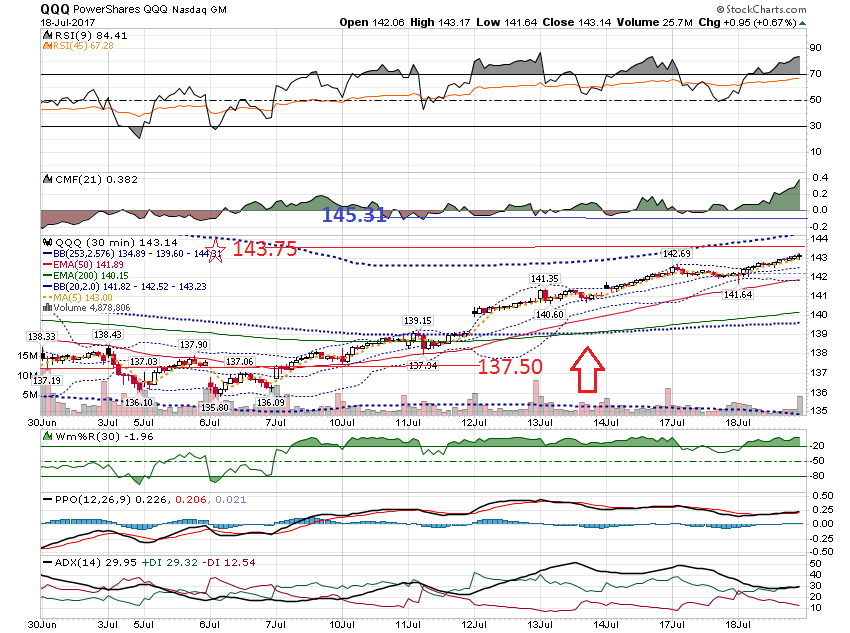 QQQ PowerShares QQQ Nasdaq GM © StockCharts.com
18-Jul-2017 Open 142.06 High 143.17 Low 141.64 Close 143.14 Volume 25.7M Chg +0.95 (+0.67%)
RSI(9) 84.41
RSI(45) 67.28
90
70
50
30
10
CMF(21) 0.382
0.4
0.2
0.0
-0.2
145.31
QQQ (30 min) 143.14
143.75
BB(253,2.576) 134.89 - 139.60 - 144.31
EMA(50) 141.89
EMA(200) 140.15
BB(20,2.0) 141.82 - 142.52 - 143.23
MA(5) 143.00
Volume 4,878,806
144
143
142
141
140
139
138
137
136
135
15M
10M
5M
138.33
137.19
138.43
137.03
136.10
137.90
135.80
137.06
136.09
139.15
137.94
137.50
141.35
140.60
142.69
141.64
30Jun 3Jul 5Jul 6Jul 7Jul 10Jul 11Jul 12Jul 13Jul 14Jul 17Jul 18Jul
Wm%R(30) -1.96
-20
-50
-80
PPO(12,26,9) 0.226, 0.206, 0.021
0.50
0.25
0.00
-0.25
-0.50
ADX(14) 29.95 +DI 29.32 -DI 12.54
50
40
30
20
10
30Jun 3Jul 5Jul 6Jul 7Jul 10Jul 11Jul 12Jul 13Jul 14Jul 17Jul 18Jul